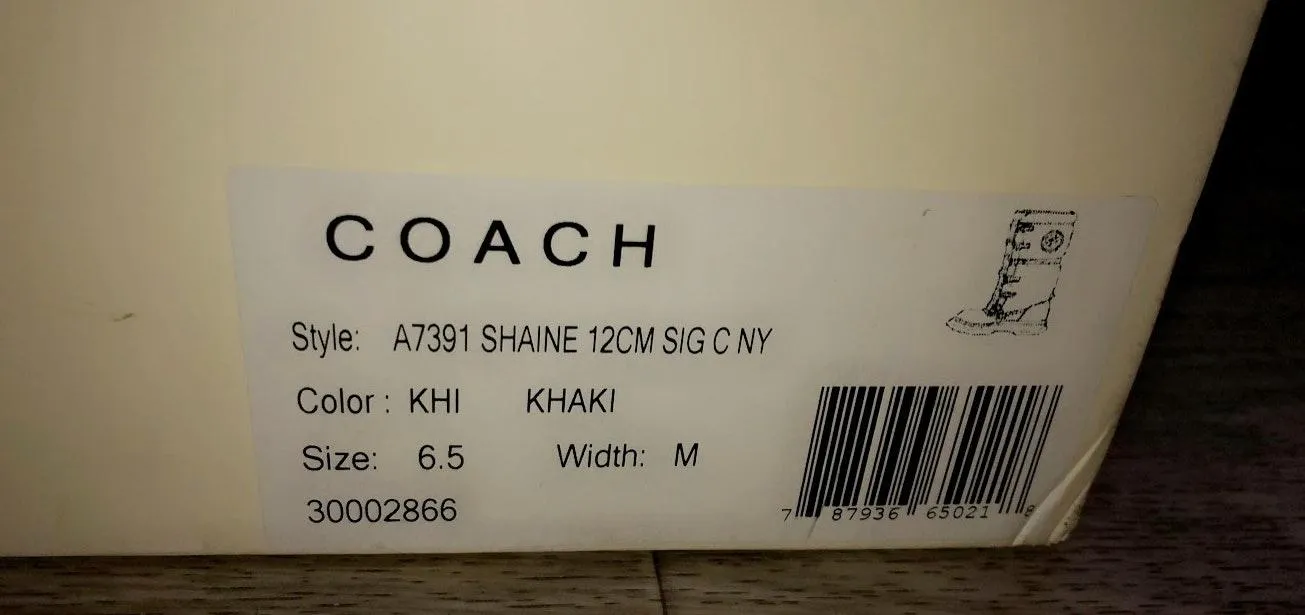 COACH
Style: A7391 SHAINE 12CM SIG C NY
Color : KHI KHAKI
Size: 6.5 Width: M
30002866
7 87936 65021 8